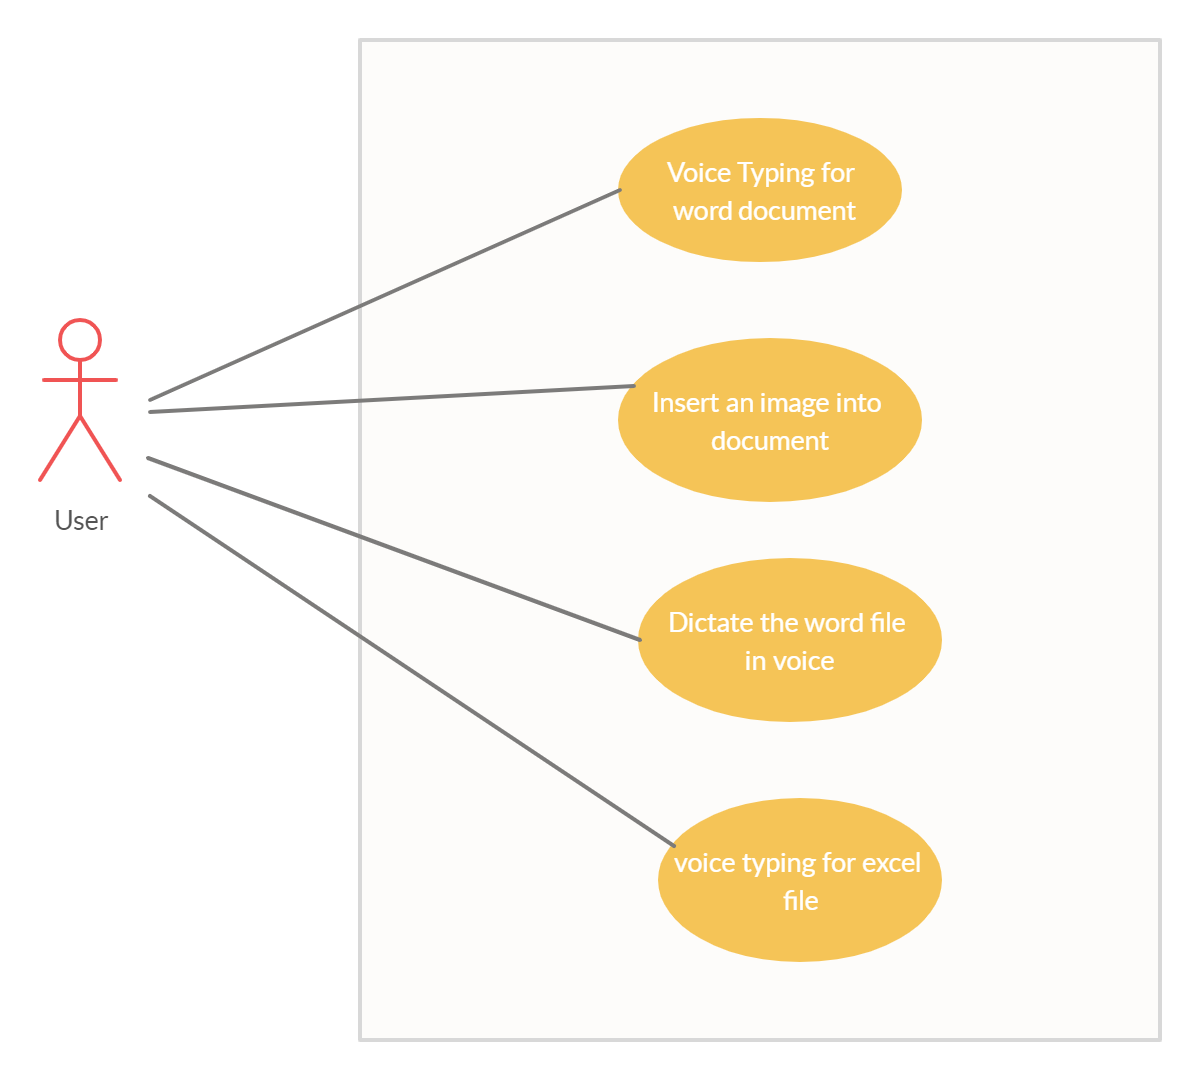 Voice Typing for
word document
Insert an image into
document
User
Dictate the word file
in voice
voice typing for excel
file